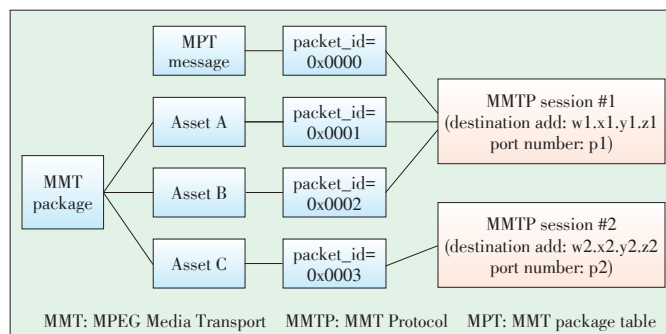 MPT
message
packet_id=
0x0000
Asset A
packet_id=
0x0001
MMTP session #1
(destination add: w1.x1.y1.z1
port number: p1)
MMT
package
Asset B
packet_id=
0x0002
Asset C
packet_id=
0x0003
MMTP session #2
(destination add: w2.x2.y2.z2
port number: p2)
MMT: MPEG Media Transport MMTP: MMT Protocol MPT: MMT package table